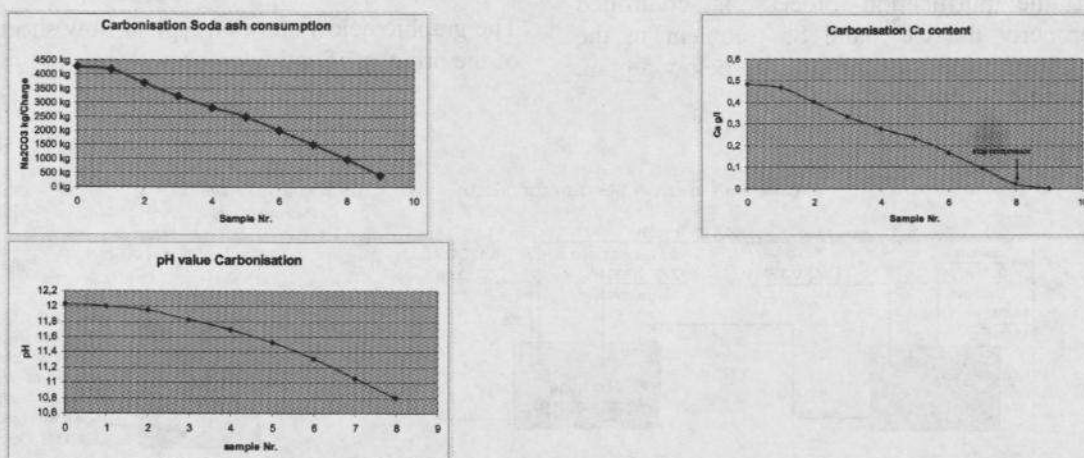 Carbonisation Soda ash consumption
Na2CO3 kg/Charge
4500 kg
4000 kg
3500 kg
3000 kg
2500 kg
2000 kg
1500 kg
1000 kg
500 kg
0 kg
0 2 4 6 8 10
Sample Nr.
Carbonisation Ca content
Ca g/l
0,6
0,5
0,4
0,3
0,2
0,1
0
0 2 4 6 8 10
Sample Nr.
pH value Carbonisation
pH
12,2
12
11,8
11,6
11,4
11,2
11
10,8
10,6
0 1 2 3 4 5 6 7 8 9
sample Nr.